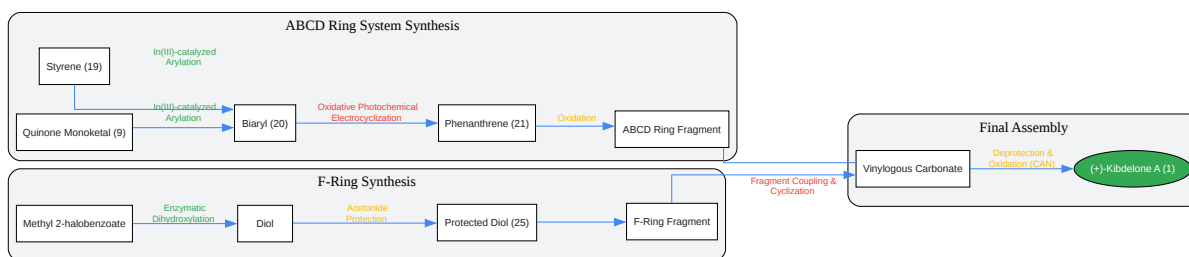 ABCD Ring System Synthesis
In(III)-catalyzed
Arylation
Styrene (19)
In(III)-catalyzed
Arylation
Oxidative Photochemical
Electrocyclization
Oxidation
Quinone Monoketal (9)
Biaryl (20)
Phenanthrene (21)
ABCD Ring Fragment
F-Ring Synthesis
Enzymatic
Dihydroxylation
Acetonide
Protection
Methyl 2-halobenzoate
Diol
Protected Diol (25)
F-Ring Fragment
Fragment Coupling &
Cyclization
Final Assembly
Deprotection &
Oxidation (CAN)
Vinylogous Carbonate
(+)-Kibdelone A (1)